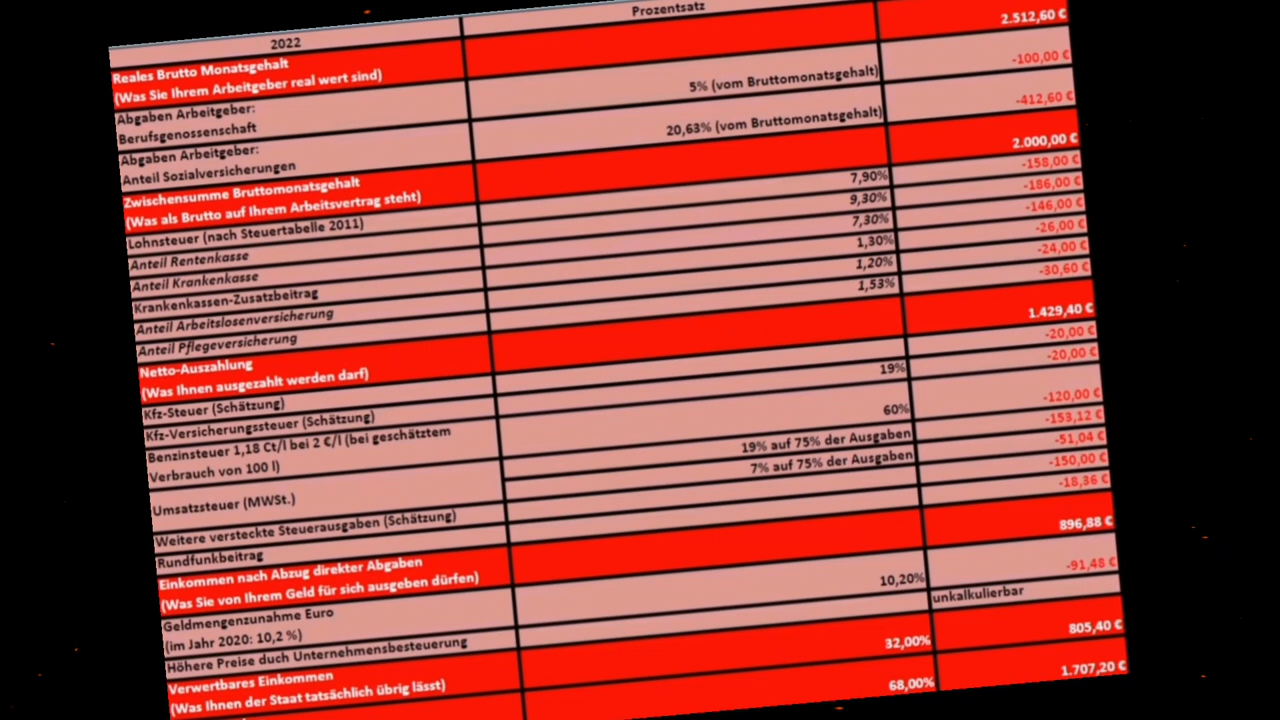 2022 Prozentsatz
Reales Brutto Monatsgehalt
(Was Sie Ihrem Arbeitgeber real wert sind) 2.512,60 €
Abgaben Arbeitgeber:
Berufsgenossenschaft 5% (vom Bruttomonatsgehalt) -100,00 €
Abgaben Arbeitgeber:
Anteil Sozialversicherungen 20,63% (vom Bruttomonatsgehalt) -412,60 €
Zwischensumme Bruttomonatsgehalt
(Was als Brutto auf Ihrem Arbeitsvertrag steht) 2.000,00 €
Lohnsteuer (nach Steuertabelle 2011) 7,90% -158,00 €
Anteil Rentenkasse 9,30% -186,00 €
Anteil Krankenkasse 7,30% -146,00 €
Krankenkassen-Zusatzbeitrag 1,30% -26,00 €
Anteil Arbeitslosenversicherung 1,20% -24,00 €
Anteil Pflegeversicherung 1,53% -30,60 €
Netto-Auszahlung
(Was Ihnen ausgezahlt werden darf) 1.429,40 €
Kfz-Steuer (Schätzung) -20,00 €
Kfz-Versicherungssteuer (Schätzung) 19% -20,00 €
Benzinsteuer 1,18 Ct/l bei 2 €/l (bei geschätztem
Verbrauch von 100 l) 60% -120,00 €
Umsatzsteuer (MWSt.) 19% auf 75% der Ausgaben -153,12 €
7% auf 75% der Ausgaben -51,04 €
Weitere versteckte Steuerausgaben (Schätzung) -150,00 €
Rundfunkbeitrag -18,36 €
Einkommen nach Abzug direkter Abgaben
(Was Sie von Ihrem Geld für sich ausgeben dürfen) 896,88 €
Geldmengenzunahme Euro
(im Jahr 2020: 10,2 %) 10,20% -91,48 €
Höhere Preise duch Unternehmensbesteuerung unkalkulierbar
Verwertbares Einkommen
(Was Ihnen der Staat tatsächlich übrig lässt) 32,00% 805,40 €
68,00% 1.707,20 €